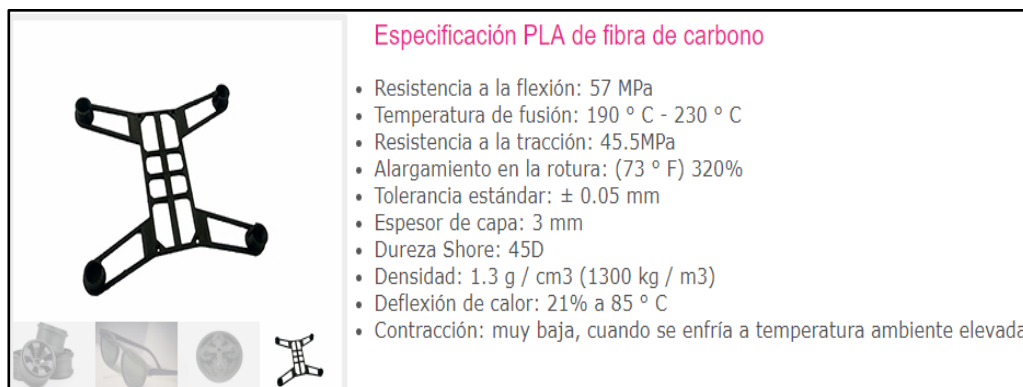 Especificación PLA de fibra de carbono
• Resistencia a la flexión: 57 MPa
• Temperatura de fusión: 190 ° C - 230 ° C
• Resistencia a la tracción: 45.5MPa
• Alargamiento en la rotura: (73 ° F) 320%
• Tolerancia estándar: ± 0.05 mm
• Espesor de capa: 3 mm
• Dureza Shore: 45D
• Densidad: 1.3 g / cm3 (1300 kg / m3)
• Deflexión de calor: 21% a 85 ° C
• Contracción: muy baja, cuando se enfría a temperatura ambiente elevada